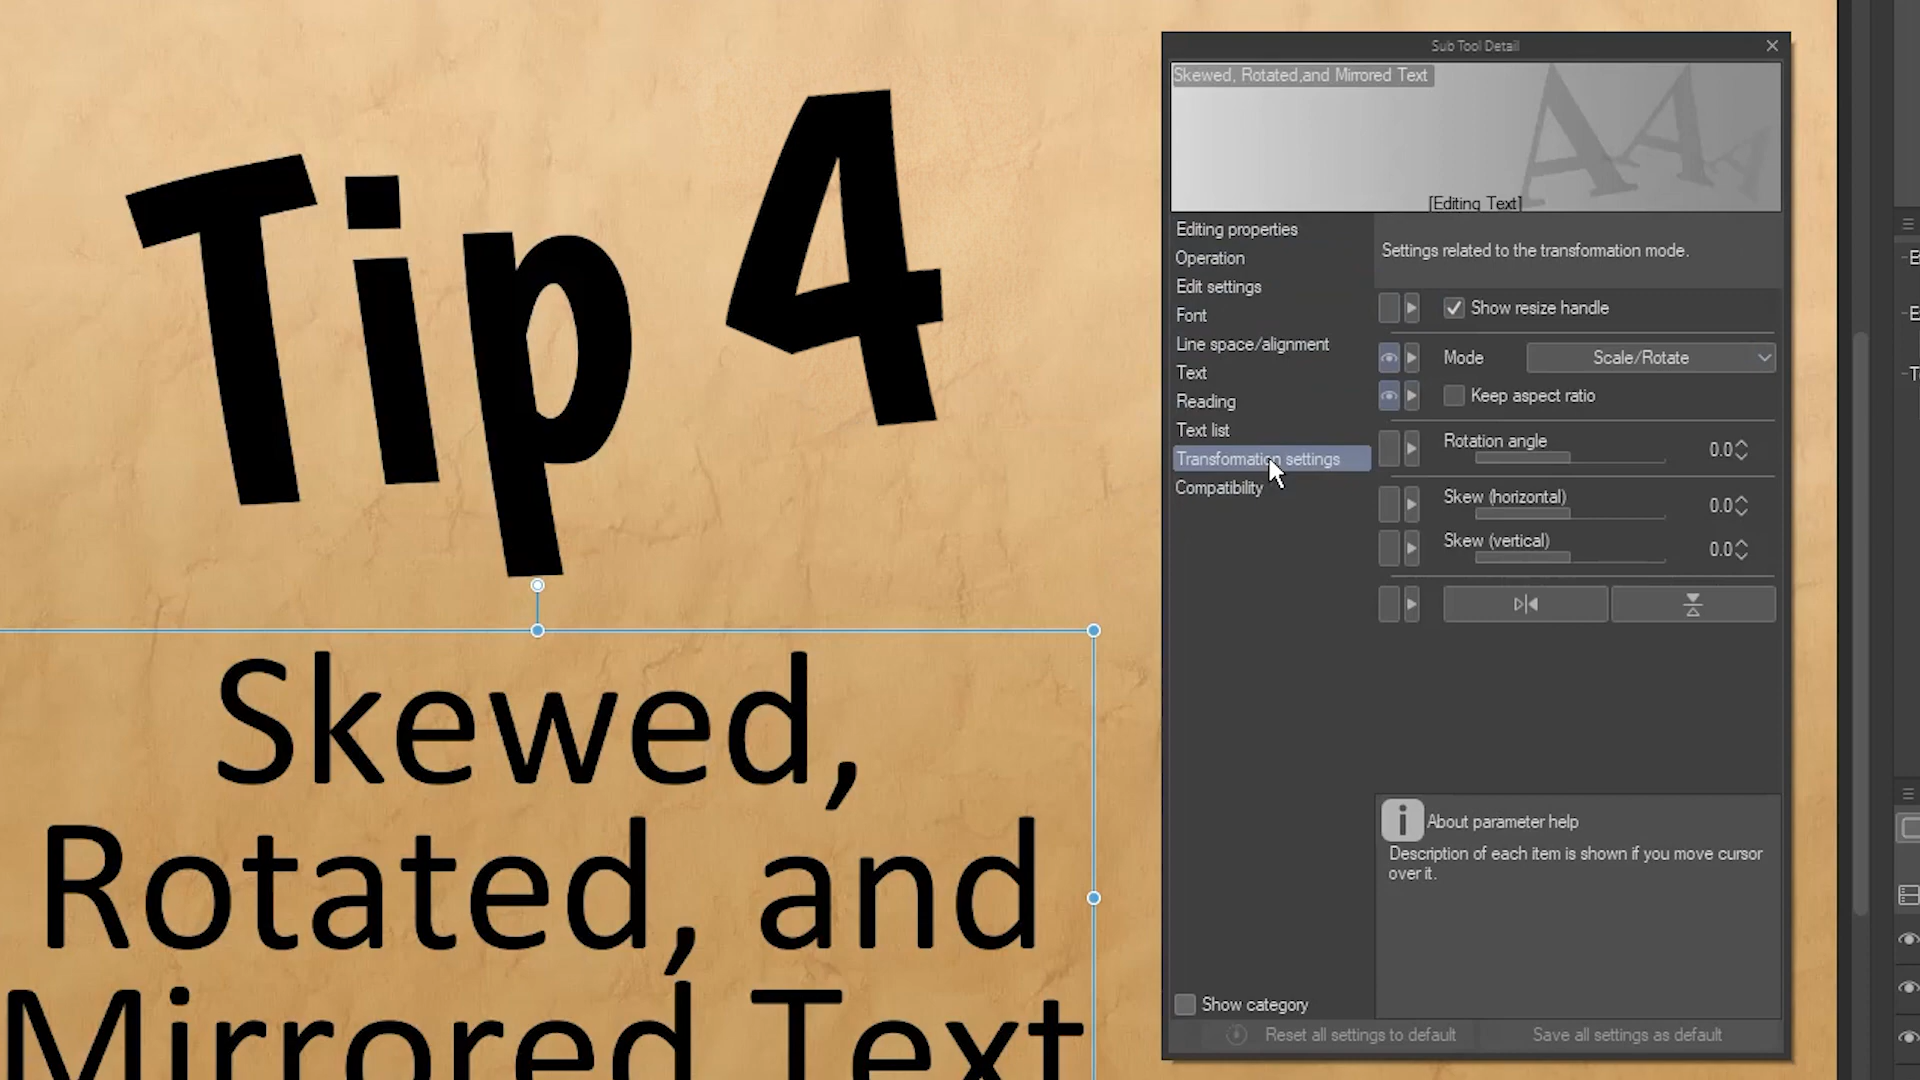 Tip 4
Skewed,
Rotated, and
Mirrored Text
Sub Tool Detail
Skewed, Rotated,and Mirrored Text
[Editing Text]
Editing properties
Operation
Edit settings
Font
Line space/alignment
Text
Reading
Text list
Transformation settings
Compatibility
Settings related to the transformation mode.
Show resize handle
Mode Scale/Rotate
Keep aspect ratio
Rotation angle 0.0
Skew (horizontal) 0.0
Skew (vertical) 0.0
About parameter help
Description of each item is shown if you move cursor
over it.
Show category
Reset all settings to default Save all settings as default